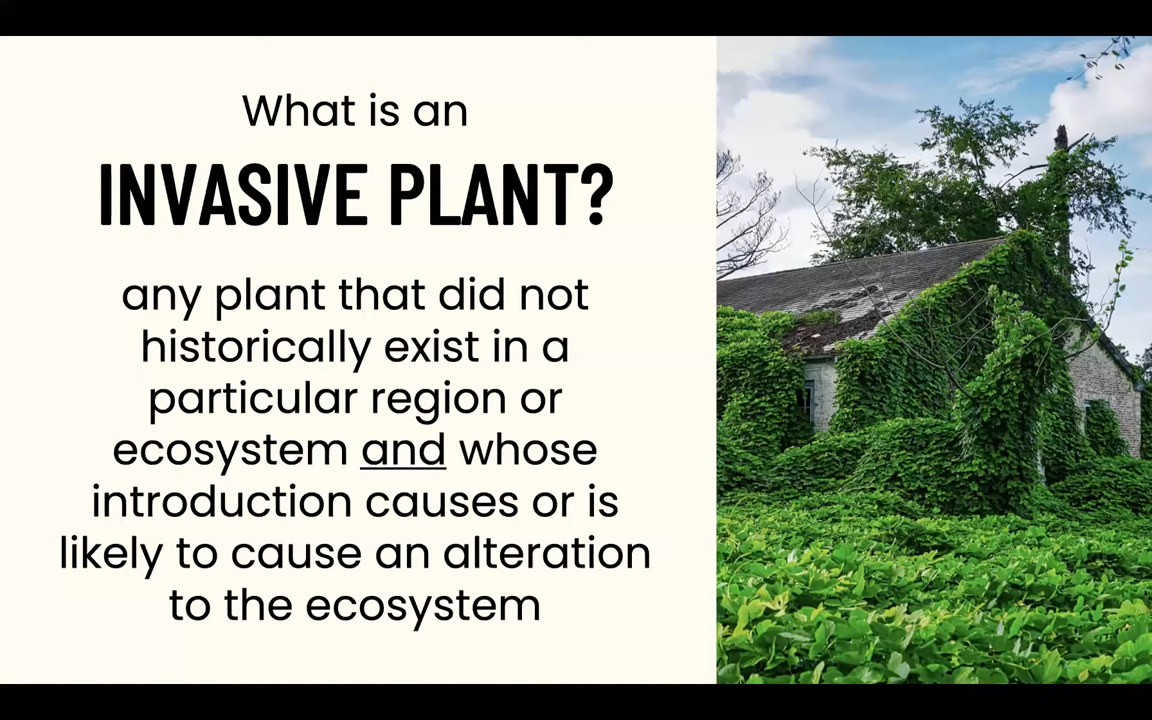 What is an
INVASIVE PLANT?
any plant that did not
historically exist in a
particular region or
ecosystem and whose
introduction causes or is
likely to cause an alteration
to the ecosystem